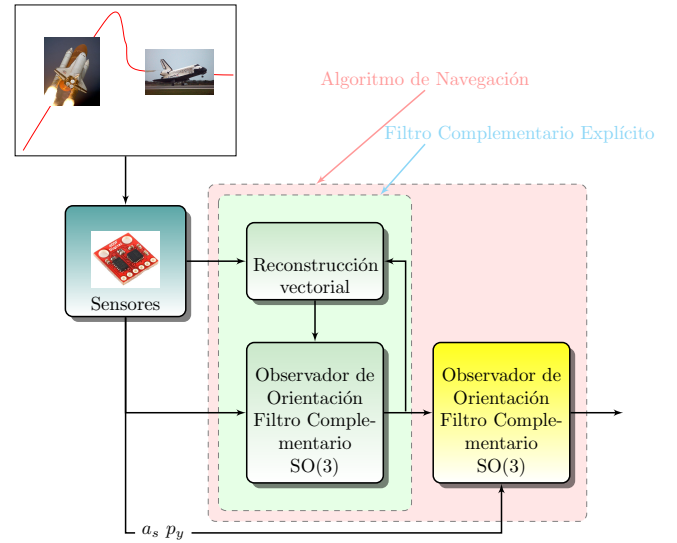 Algoritmo de Navegación
Filtro Complementario Explícito
Reconstrucción
vectorial
Sensores
Observador de
Orientación
Filtro Comple-
mentario
SO(3)
Observador de
Orientación
Filtro Comple-
mentario
SO(3)
a_s p_y